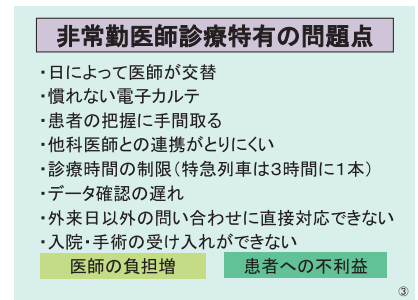 非常勤医師診療特有の問題点
・日によって医師が交替
・慣れない電子カルテ
・患者の把握に手間取る
・他科医師との連携がとりにくい
・診療時間の制限（特急列車は３時間に１本）
・データ確認の遅れ
・外来日以外の問い合わせに直接対応できない
・入院・手術の受け入れができない
医師の負担増
患者への不利益
③